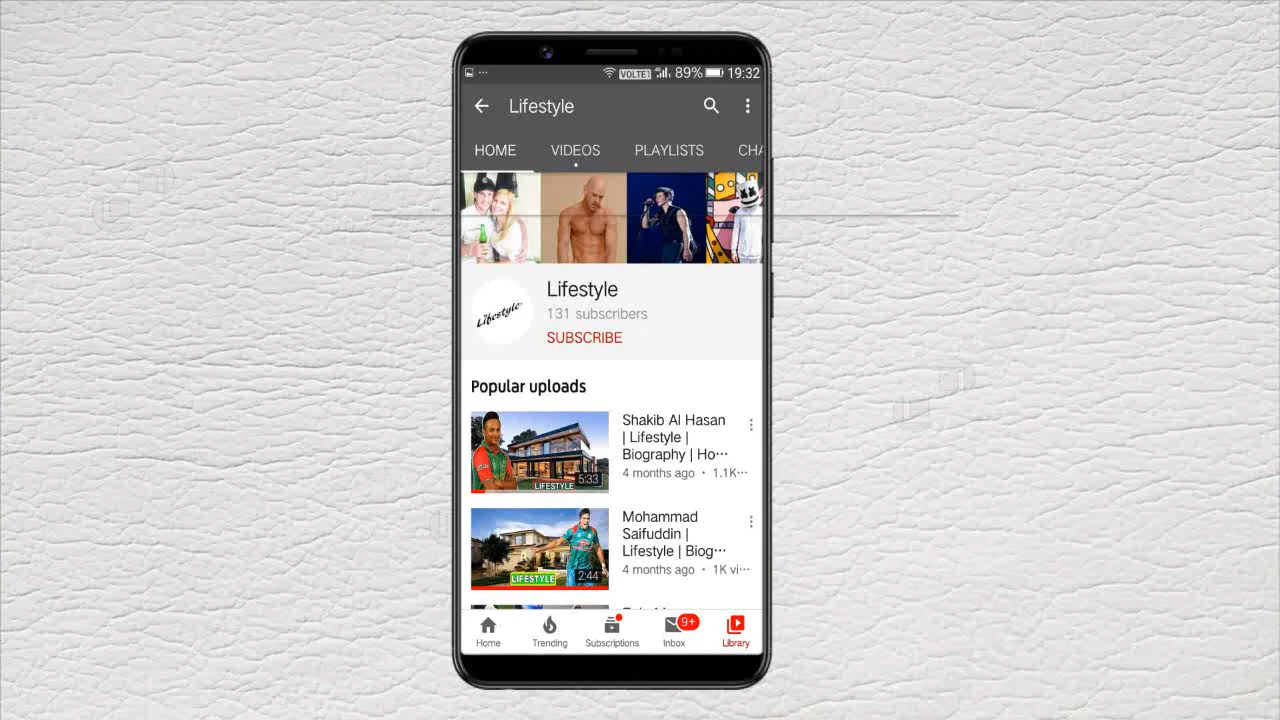 VOLTE1 4G 89% 19:32
Lifestyle
HOME VIDEOS PLAYLISTS CHA
Lifestyle
Lifestyle
131 subscribers
SUBSCRIBE
Popular uploads
Shakib Al Hasan
| Lifestyle |
Biography | Ho···
4 months ago · 1.1K···
5:33
LIFESTYLE
Mohammad
Saifuddin |
Lifestyle | Biog···
4 months ago · 1K vi···
2:44
LIFESTYLE
9+
Home Trending Subscriptions Inbox Library